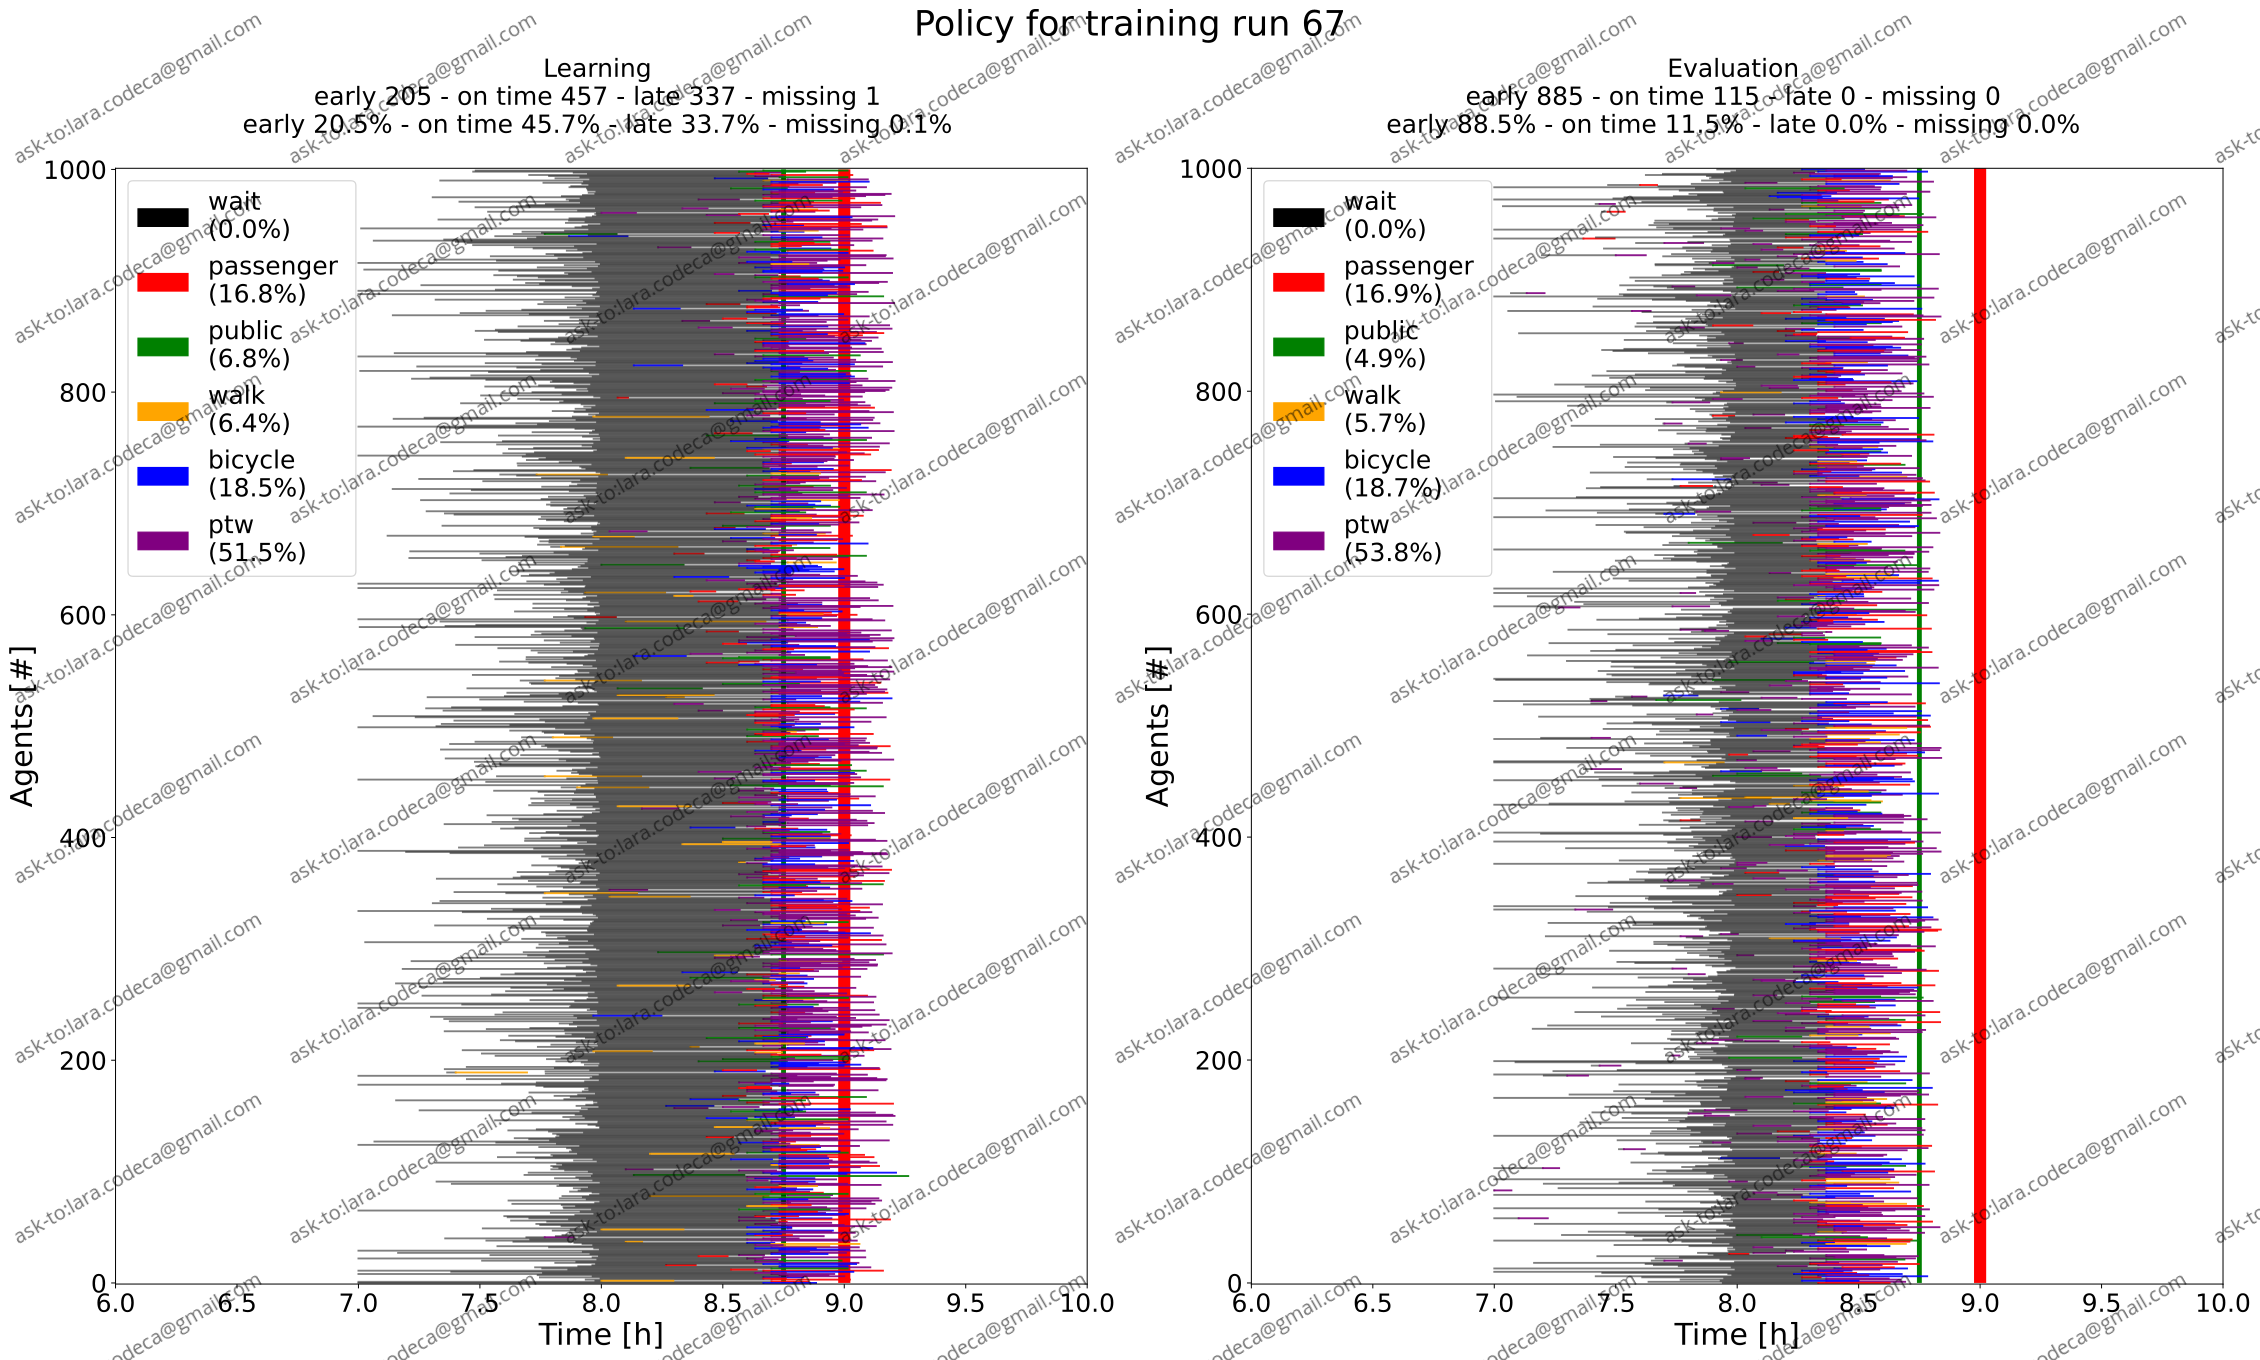 Policy for training run 67
Learning
early 205 - on time 457 - late 337 - missing 1
early 20.5% - on time 45.7% - late 33.7% - missing 0.1%
1000
800
600
400
200
0
Agents [#]
wait
(0.0%)
passenger
(16.8%)
public
(6.8%)
walk
(6.4%)
bicycle
(18.5%)
ptw
(51.5%)
6.0 6.5 7.0 7.5 8.0 8.5 9.0 9.5 10.0
Time [h]
Evaluation
early 885 - on time 115 - late 0 - missing 0
early 88.5% - on time 11.5% - late 0.0% - missing 0.0%
1000
800
600
400
200
0
Agents [#]
wait
(0.0%)
passenger
(16.9%)
public
(4.9%)
walk
(5.7%)
bicycle
(18.7%)
ptw
(53.8%)
6.0 6.5 7.0 7.5 8.0 8.5 9.0 9.5 10.0
Time [h]
ask-to:lara.codeca@gmail.com